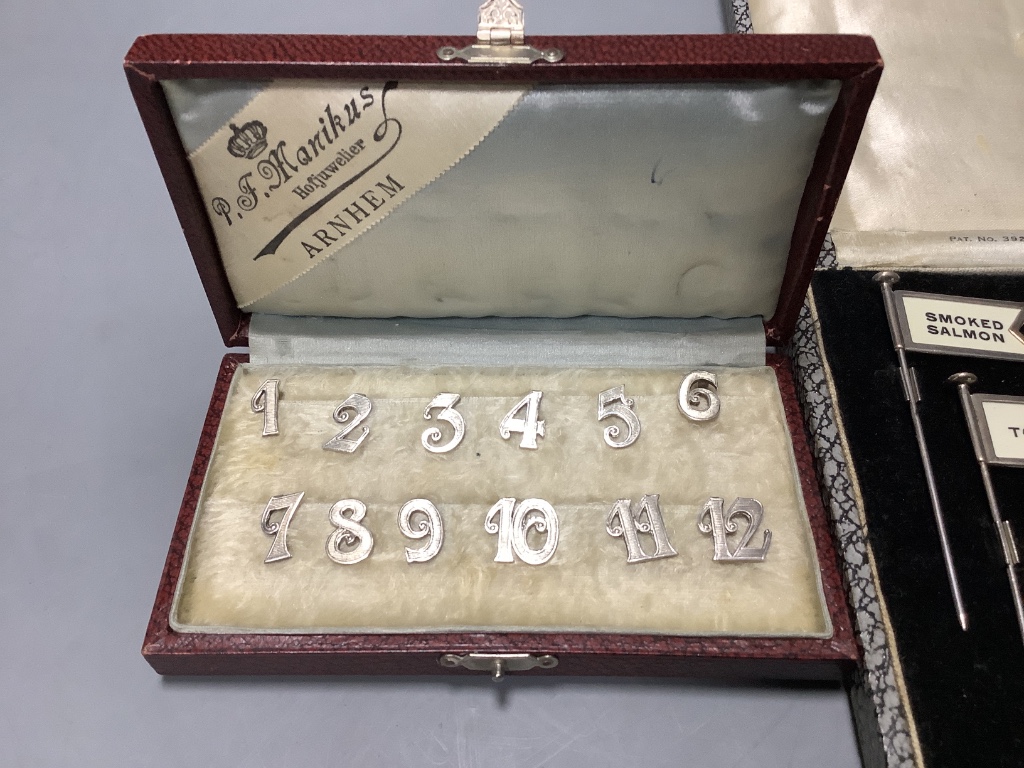 P.F. Manikus
Hofjuwelier
ARNHEM
1 2 3 4 5 6
7 8 9 10 11 12
PAT. No. 392
SMOKED
SALMON